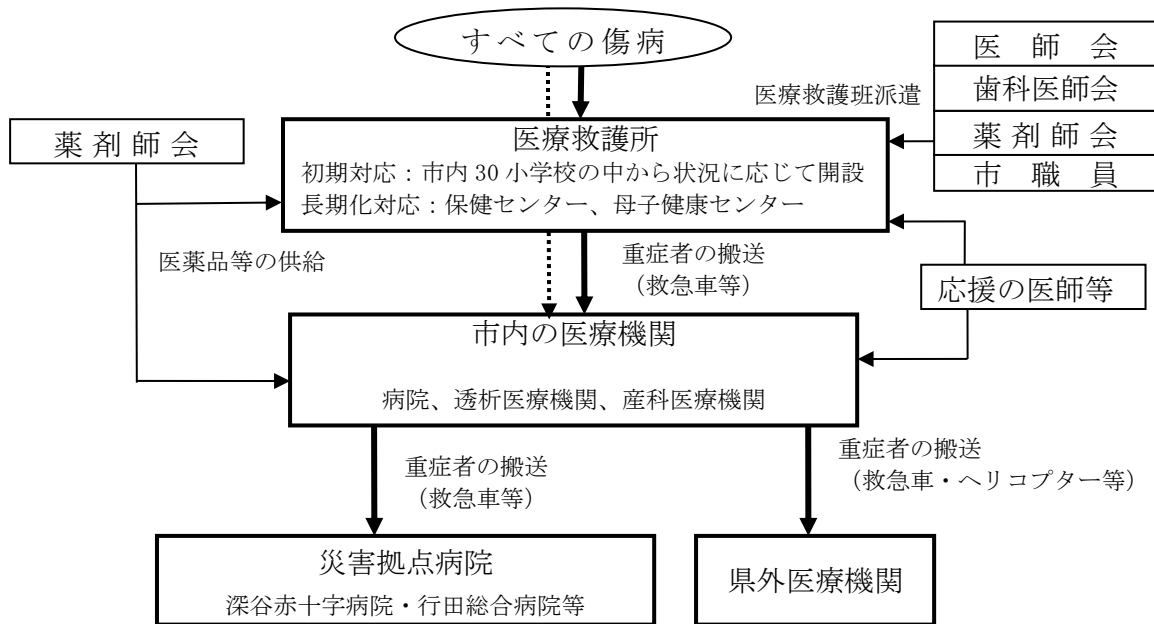 すべての傷病
医師会
歯科医師会
薬剤師会
市職員
医療救護班派遣
薬剤師会
医療救護所
初期対応：市内30小学校の中から状況に応じて開設
長期化対応：保健センター、母子健康センター
医薬品等の供給
重症者の搬送
（救急車等）
応援の医師等
市内の医療機関
病院、透析医療機関、産科医療機関
重症者の搬送
（救急車等）
重症者の搬送
（救急車・ヘリコプター等）
災害拠点病院
深谷赤十字病院・行田総合病院等
県外医療機関